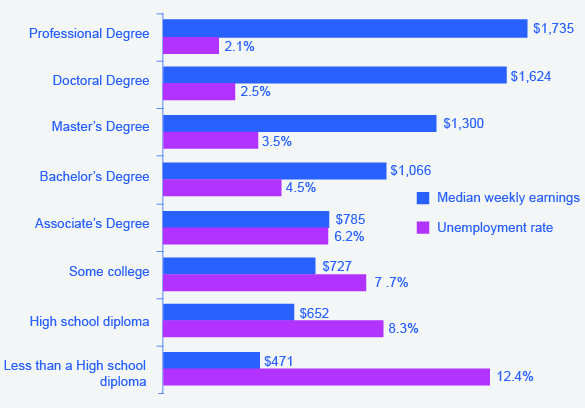 Professional Degree
$1,735
2.1%
Doctoral Degree
$1,624
2.5%
Master's Degree
$1,300
3.5%
Bachelor's Degree
$1,066
4.5%
Median weekly earnings
Unemployment rate
Associate's Degree
$785
6.2%
Some college
$727
7 .7%
High school diploma
$652
8.3%
Less than a High school
diploma
$471
12.4%